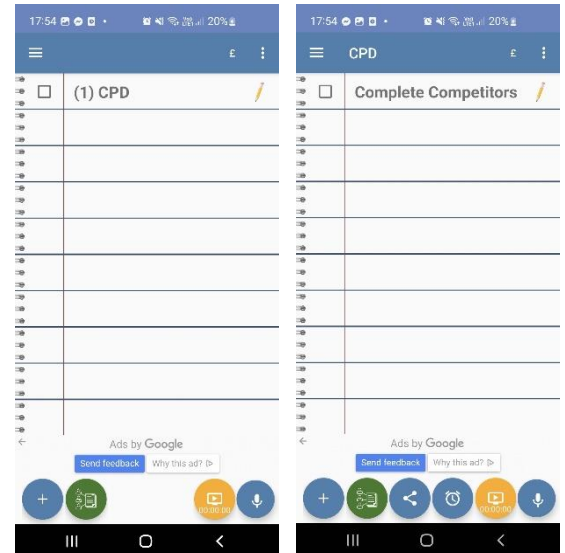 17:54 20%
£
(1) CPD
Ads by Google
Send feedback Why this ad?
+ 00:00:00
17:54 20%
CPD £
Complete Competitors
Ads by Google
Send feedback Why this ad?
+ 00:00:00